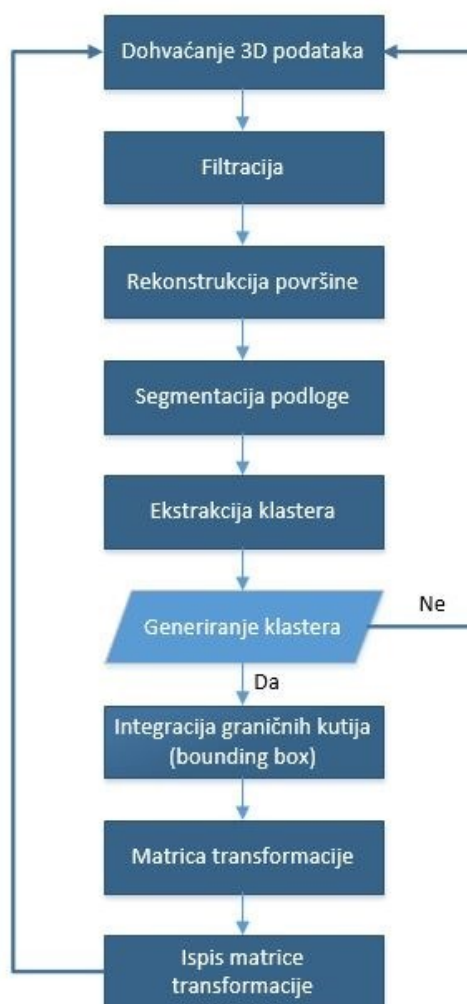 Dohvaćanje 3D podataka
Filtracija
Rekonstrukcija površine
Segmentacija podloge
Ekstrakcija klastera
Generiranje klastera
Ne
Da
Integracija graničnih kutija
(bounding box)
Matrica transformacije
Ispis matrice
transformacije